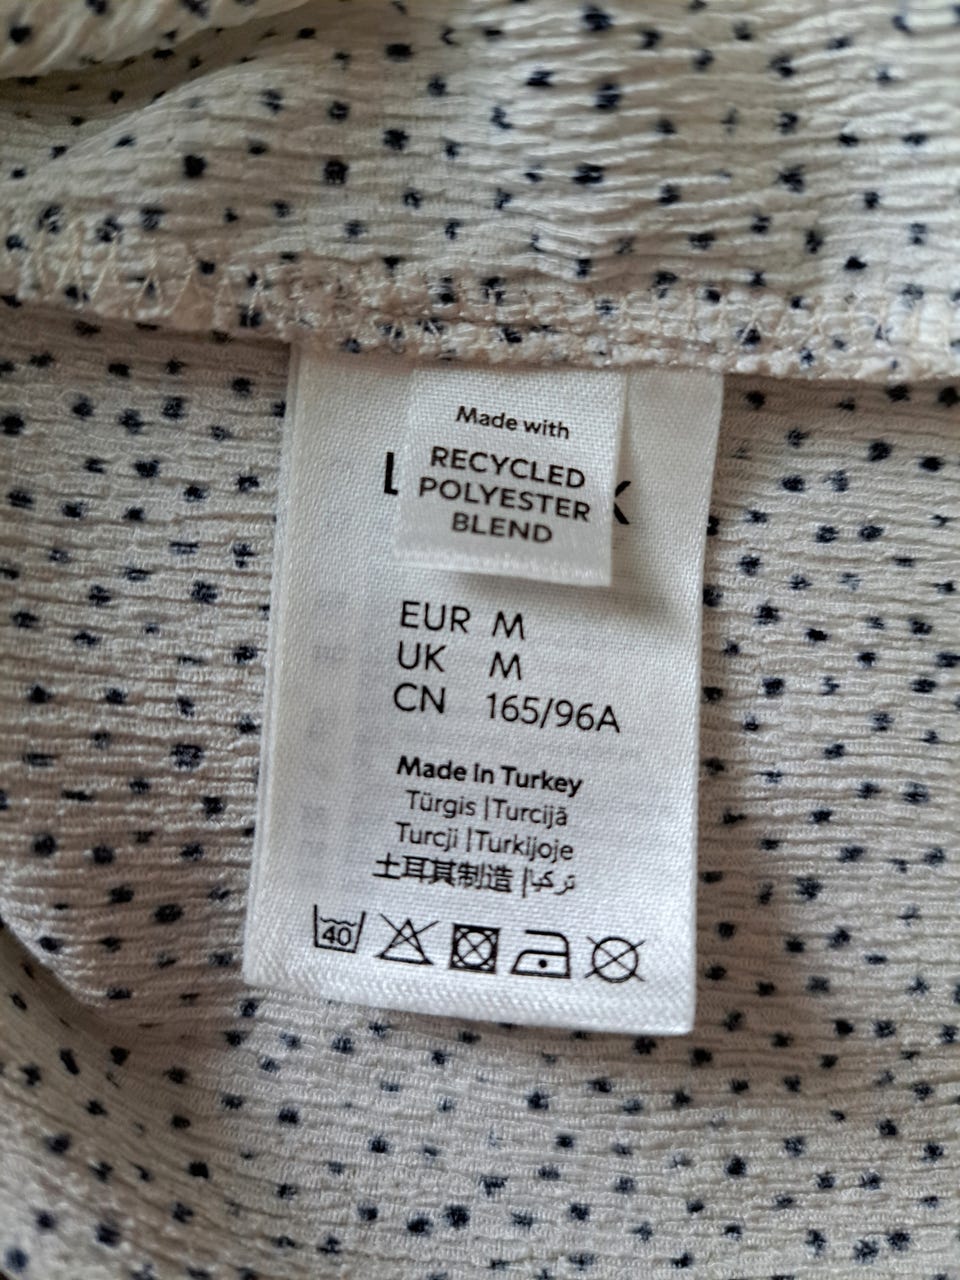 Made with
RECYCLED
POLYESTER
BLEND
EUR M
UK M
CN 165/96A
Made in Turkey
Türgis |Turcijā
Turcji |Turkijoje
土耳其制造 |تركيا
40